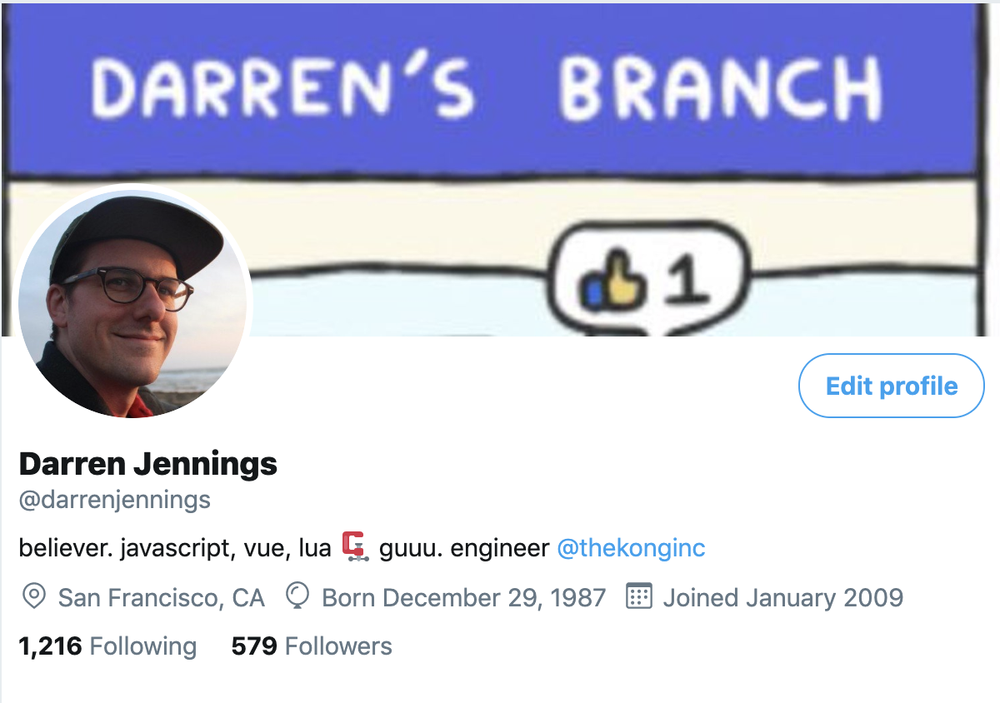 DARREN'S BRANCH
👍 1
Edit profile
Darren Jennings
@darrenjennings
believer. javascript, vue, lua 🗜️ guuu. engineer @thekonginc
San Francisco, CA Born December 29, 1987 Joined January 2009
1,216 Following 579 Followers